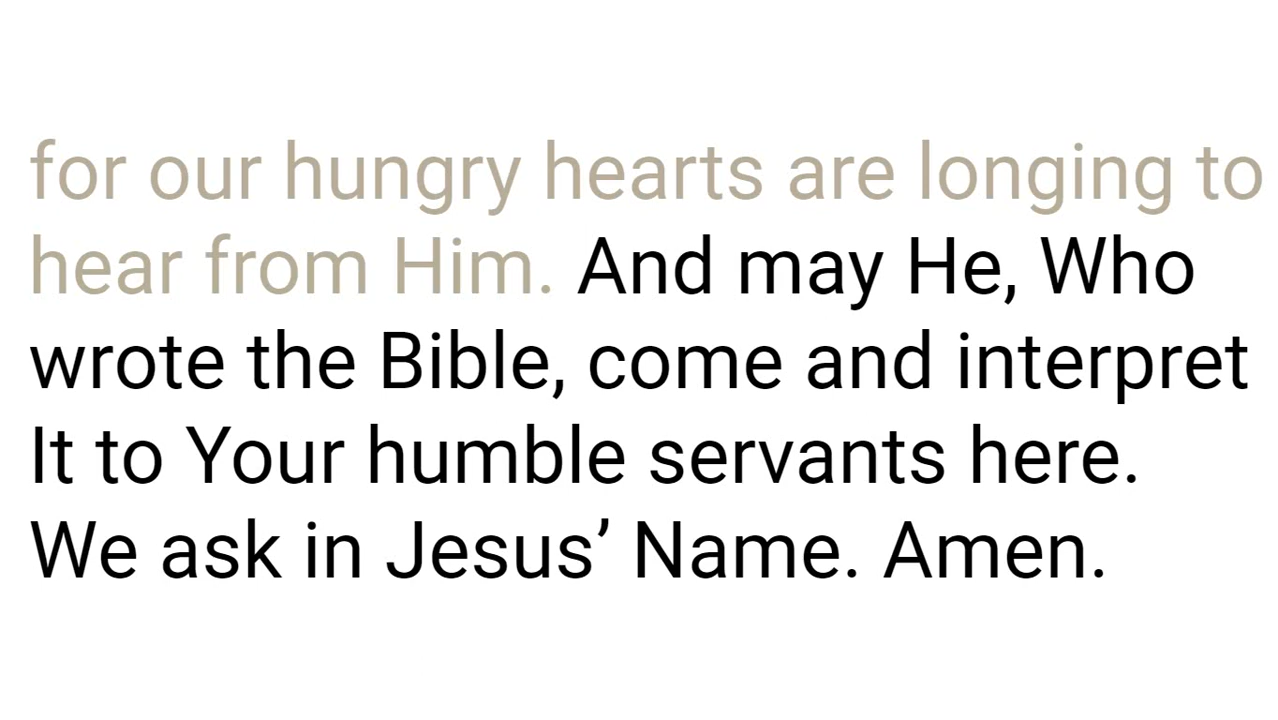 for our hungry hearts are longing to
hear from Him. And may He, Who
wrote the Bible, come and interpret
It to Your humble servants here.
We ask in Jesus’ Name. Amen.